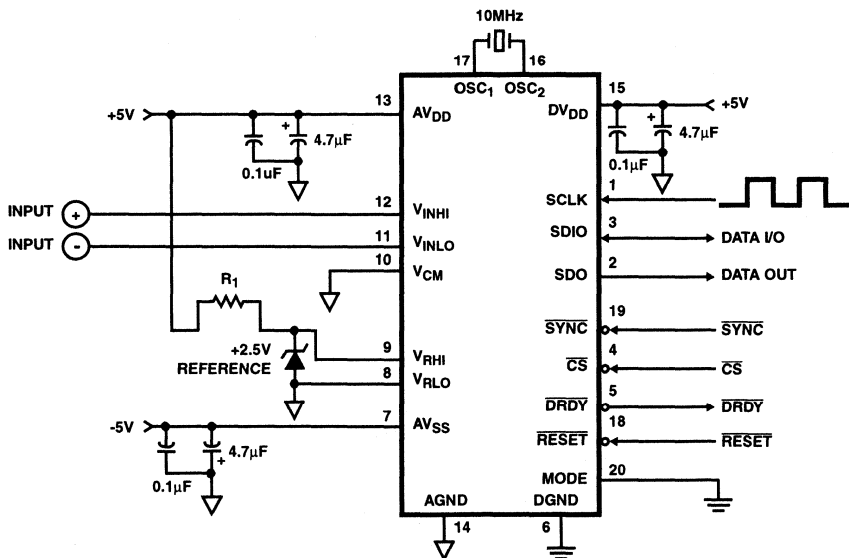 10MHz
17 16
OSC1 OSC2
13 15
+5V AVDD DVDD +5V
+ 4.7μF + 4.7μF
0.1uF 0.1μF
1
SCLK
INPUT + 12 VINHI
3
SDIO DATA I/O
INPUT - 11 VINLO
10 VCM
2
SDO DATA OUT
R1
19
SYNC SYNC
+2.5V
REFERENCE
9 VRHI
4
CS CS
8 VRLO
5
DRDY DRDY
-5V 7 AVSS
18
RESET RESET
4.7μF +
0.1μF
MODE 20
AGND DGND
14 6